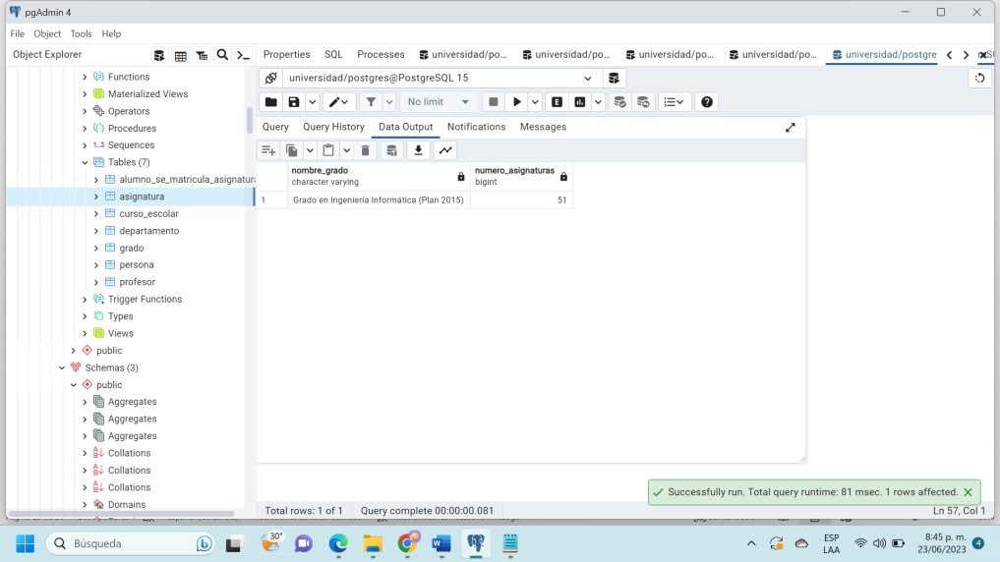 pgAdmin 4
File Object Tools Help
Object Explorer
Properties SQL Processes universidad/po... universidad/po... universidad/po... universidad/po... universidad/postgre
universidad/postgres@PostgreSQL 15
No limit
Query Query History Data Output Notifications Messages
nombre_grado numero_asignaturas
character varying bigint
1 Grado en Ingeniería Informática (Plan 2015) 51
Functions
Materialized Views
Operators
Procedures
1..3 Sequences
Tables (7)
alumno_se_matricula_asignatura
asignatura
curso_escolar
departamento
grado
persona
profesor
Trigger Functions
Types
Views
public
Schemas (3)
public
Aggregates
Aggregates
Aggregates
Collations
Collations
Collations
Domains
Successfully run. Total query runtime: 81 msec. 1 rows affected.
Total rows: 1 of 1 Query complete 00:00:00.081 Ln 57, Col 1
Búsqueda
30°
ESP
LAA
8:45 p. m.
23/06/2023
4